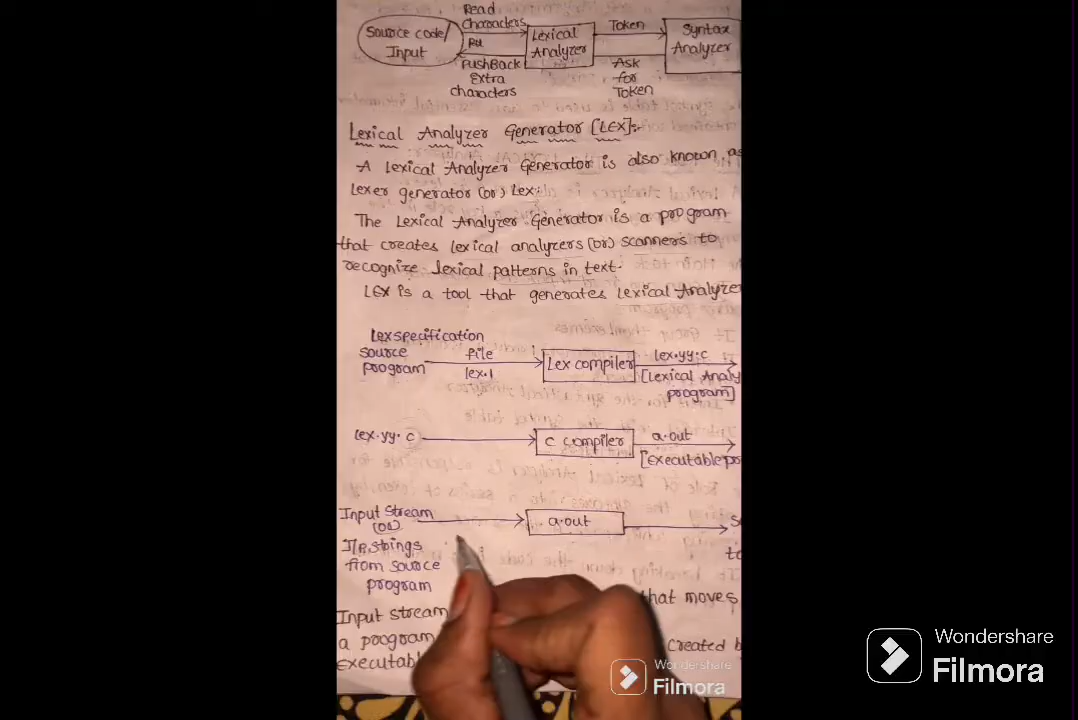 Read
Characters
Source code/
Input
Lexical
Analyzer
Token
Syntax
Analyzer
PushBack
Extra
characters
Ask
for
Token
Lexical Analyzer Generator [LEX]:-
A Lexical Analyzer Generator is also known as
Lexer generator (or) Lex.
The Lexical Analyzer Generator is a program
that creates lexical analyzers (or) scanners to
recognize lexical patterns in text.
LEX is a tool that generates Lexical Analyzer
Lex specification
source
program
file
lex.l
Lex compiler
lex.yy.c
[Lexical Analy
program]
lex.yy.c
C compiler
a.out
[Executable pro
Input Stream
(or)
I/P strings
from source
program
a.out
Input stream
that moves
a program
Created b
executabl
Wondershare
Filmora
Wondershare
Filmora